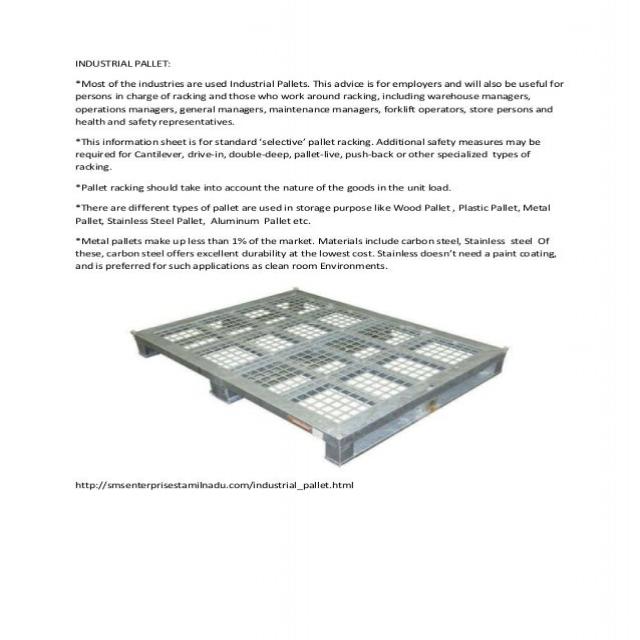 INDUSTRIAL PALLET:
*Most of the industries are used Industrial Pallets. This advice is for employers and will also be useful for
persons in charge of racking and those who work around racking, including warehouse managers,
operations managers, general managers, maintenance managers, forklift operators, store persons and
health and safety representatives.
*This information sheet is for standard ‘selective’ pallet racking. Additional safety measures may be
required for Cantilever, drive-in, double-deep, pallet-live, push-back or other specialized types of
racking.
*Pallet racking should take into account the nature of the goods in the unit load.
*There are different types of pallet are used in storage purpose like Wood Pallet , Plastic Pallet, Metal
Pallet, Stainless Steel Pallet, Aluminum Pallet etc.
*Metal pallets make up less than 1% of the market. Materials include carbon steel, Stainless steel Of
these, carbon steel offers excellent durability at the lowest cost. Stainless doesn’t need a paint coating,
and is preferred for such applications as clean room Environments.
http://smsenterprisestamilnadu.com/industrial_pallet.html